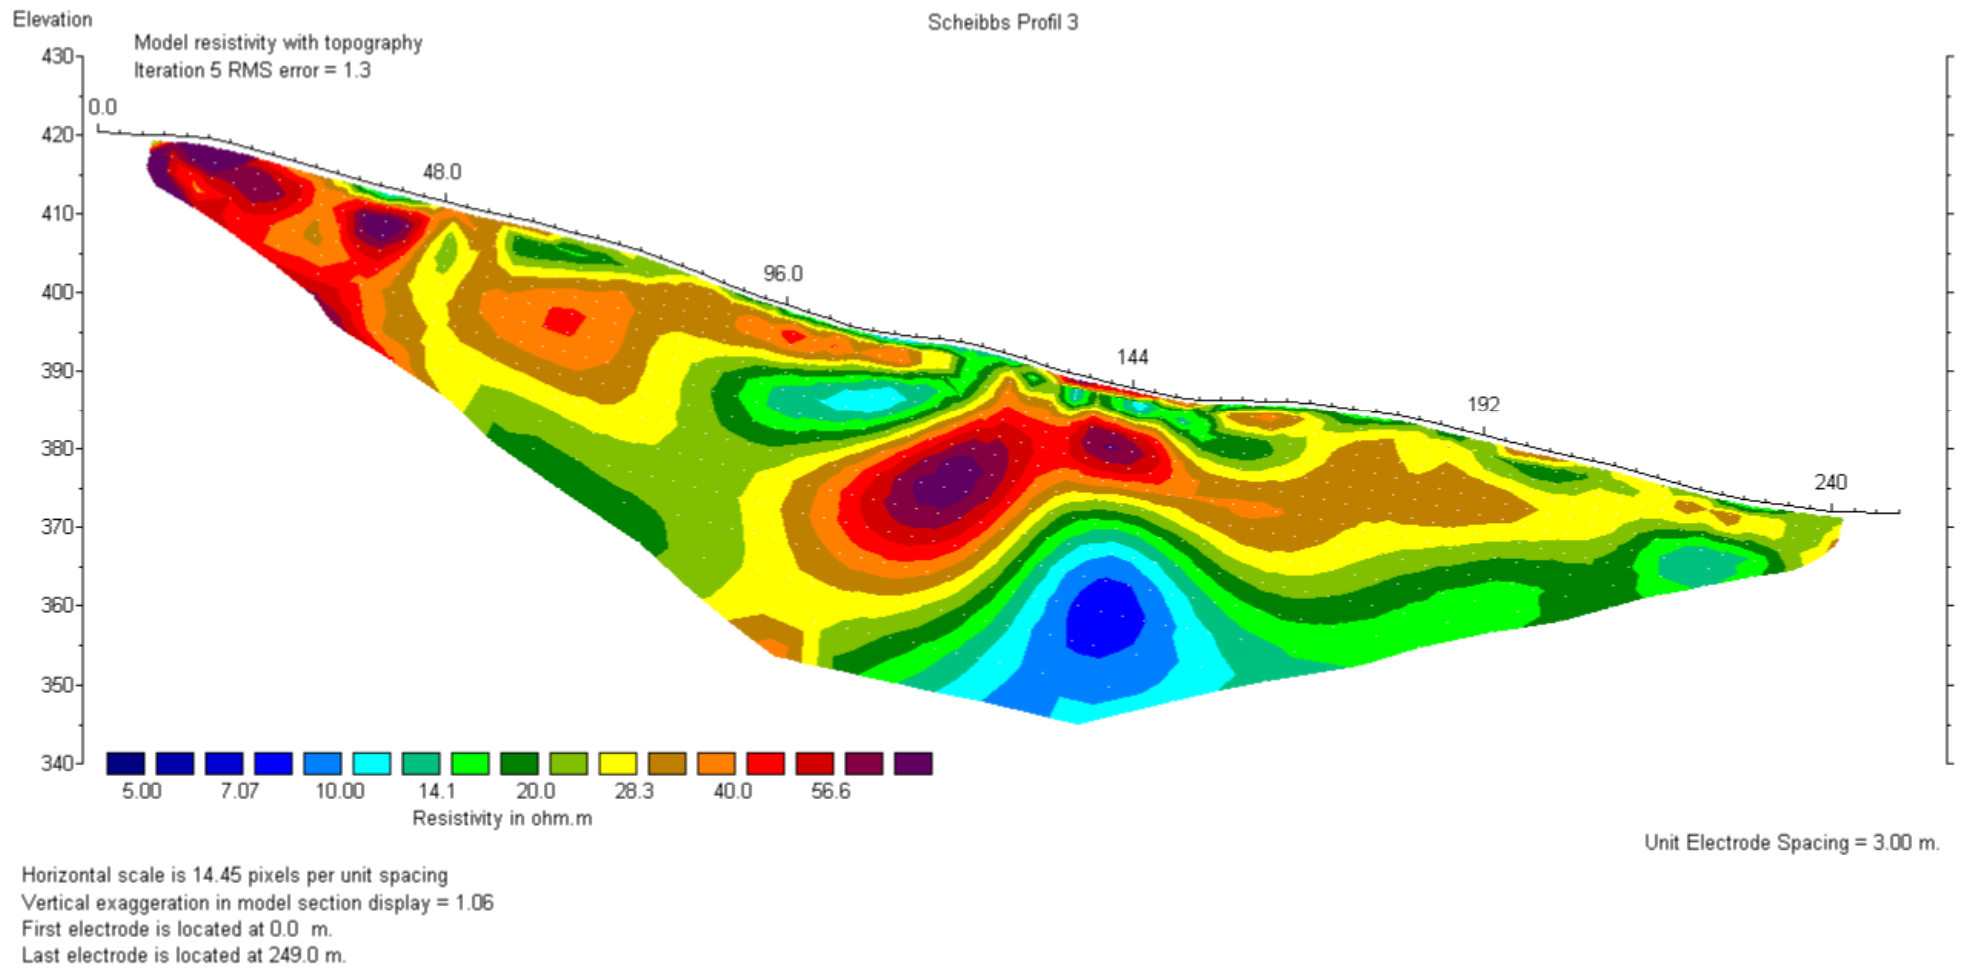 Elevation
Scheibbs Profil 3
430
Model resistivity with topography
Iteration 5 RMS error = 1.3
0.0
420
48.0
410
96.0
400
144
390
192
380
240
370
360
350
340
5.00 7.07 10.00 14.1 20.0 28.3 40.0 56.6
Resistivity in ohm.m
Unit Electrode Spacing = 3.00 m.
Horizontal scale is 14.45 pixels per unit spacing
Vertical exaggeration in model section display = 1.06
First electrode is located at 0.0 m.
Last electrode is located at 249.0 m.